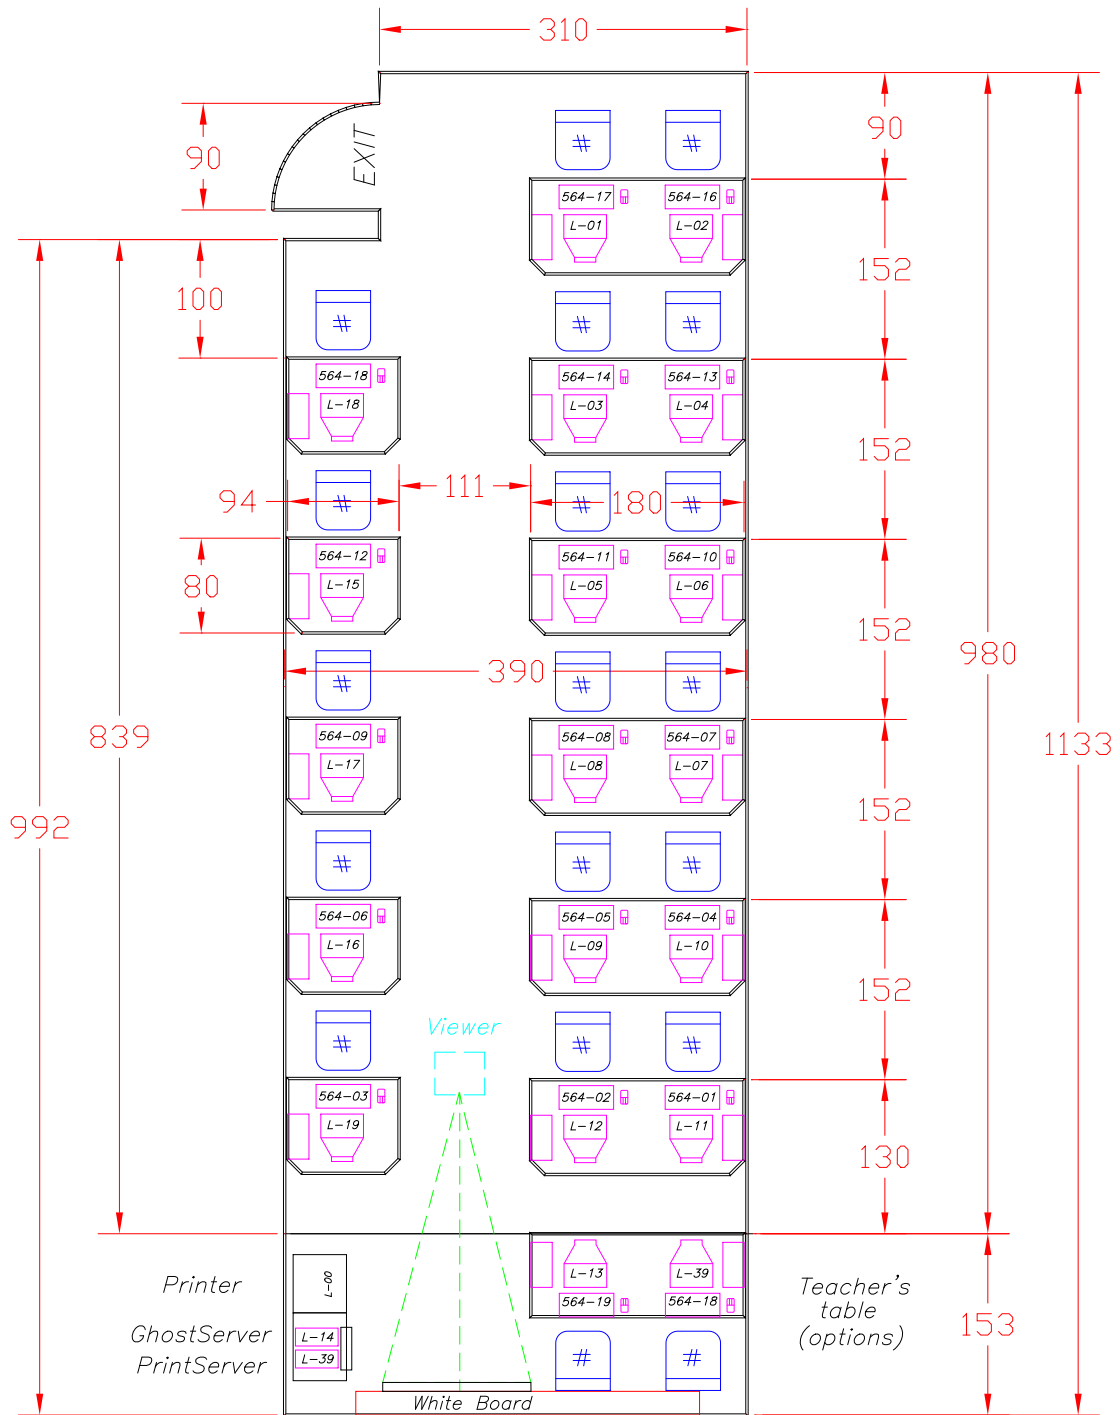 310
EXIT
90
90
564-17 564-16
L-01 L-02
152
100
564-18 564-14 564-13
L-18 L-03 L-04
152
94 111 180
564-12 564-11 564-10
L-15 L-05 L-06
80
152
390
980
839
564-09 564-08 564-07
L-17 L-08 L-07
1133
152
992
564-06 564-05 564-04
L-16 L-09 L-10
152
Viewer
564-03 564-02 564-01
L-19 L-12 L-11
130
L-13 L-39
564-19 564-18
L-00
Printer
Teacher's
table
(options)
153
GhostServer
L-14
PrintServer
L-39
White Board